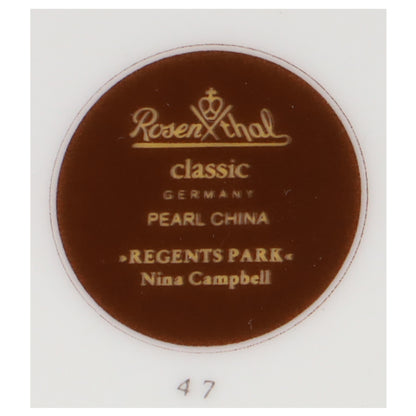 Rosenthal
classic
GERMANY
PEARL CHINA
»REGENTS PARK«
Nina Campbell
47